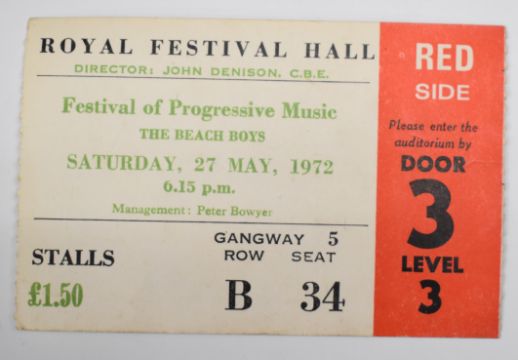 ROYAL FESTIVAL HALL
DIRECTOR: JOHN DENISON, C.B.E.
Festival of Progressive Music
THE BEACH BOYS
SATURDAY, 27 MAY, 1972
6.15 p.m.
Management: Peter Bowyer
GANGWAY 5
STALLS ROW SEAT
£1.50 B 34
RED
SIDE
Please enter the
auditorium by
DOOR
3
LEVEL
3